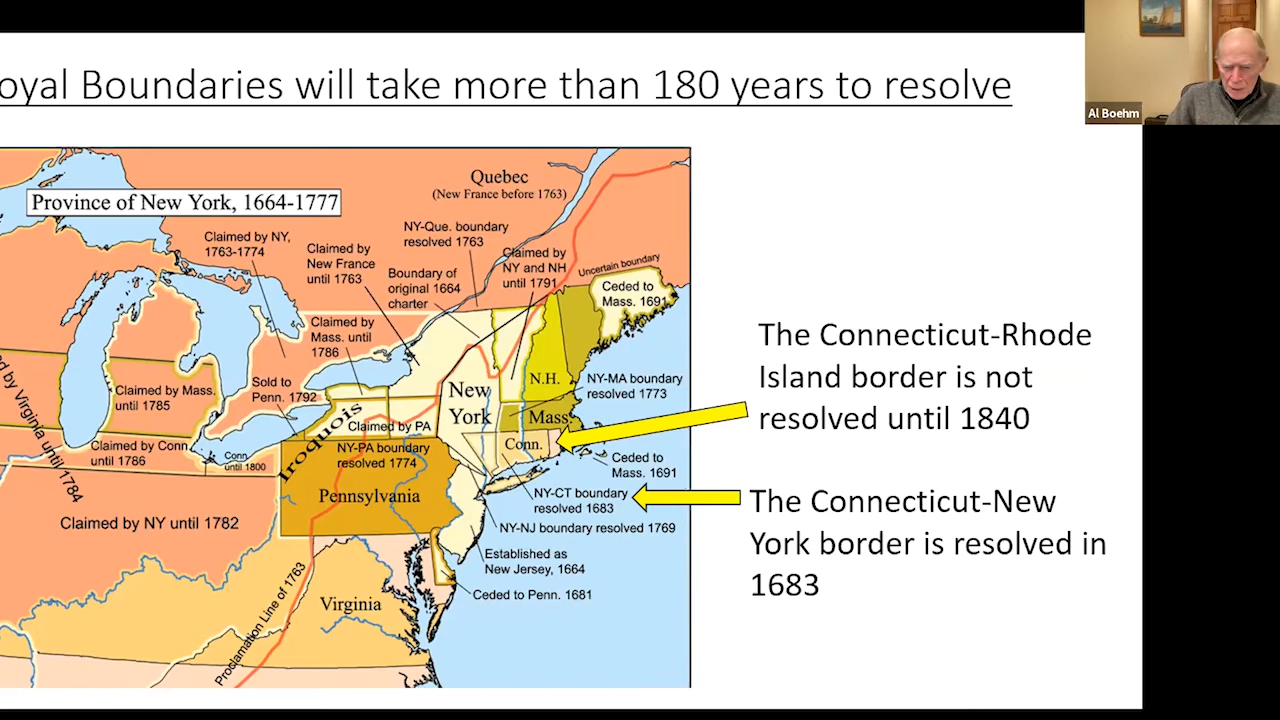 oyal Boundaries will take more than 180 years to resolve
Al Boehm
Province of New York, 1664-1777
Quebec
(New France before 1763)
Claimed by NY,
1763-1774
Claimed by
New France
until 1763
NY-Que. boundary
resolved 1763
Boundary of
original 1664
charter
Claimed by
NY and NH
until 1791
Uncertain boundary
Ceded to
Mass. 1691
Claimed by
Mass. until
1786
Sold to
Penn. 1792
Claimed by Mass.
until 1785
ed by Virginia until 1784
Claimed by Conn.
until 1786
Conn.
until 1800
Iroquois
Claimed by PA
New
York
N.H.
Mass.
Conn.
NY-MA boundary
resolved 1773
NY-PA boundary
resolved 1774
Pennsylvania
Ceded to
Mass. 1691
NY-CT boundary
resolved 1683
NY-NJ boundary resolved 1769
Established as
New Jersey, 1664
Ceded to Penn. 1681
Claimed by NY until 1782
Virginia
Proclamation Line of 1763
The Connecticut-Rhode
Island border is not
resolved until 1840
The Connecticut-New
York border is resolved in
1683